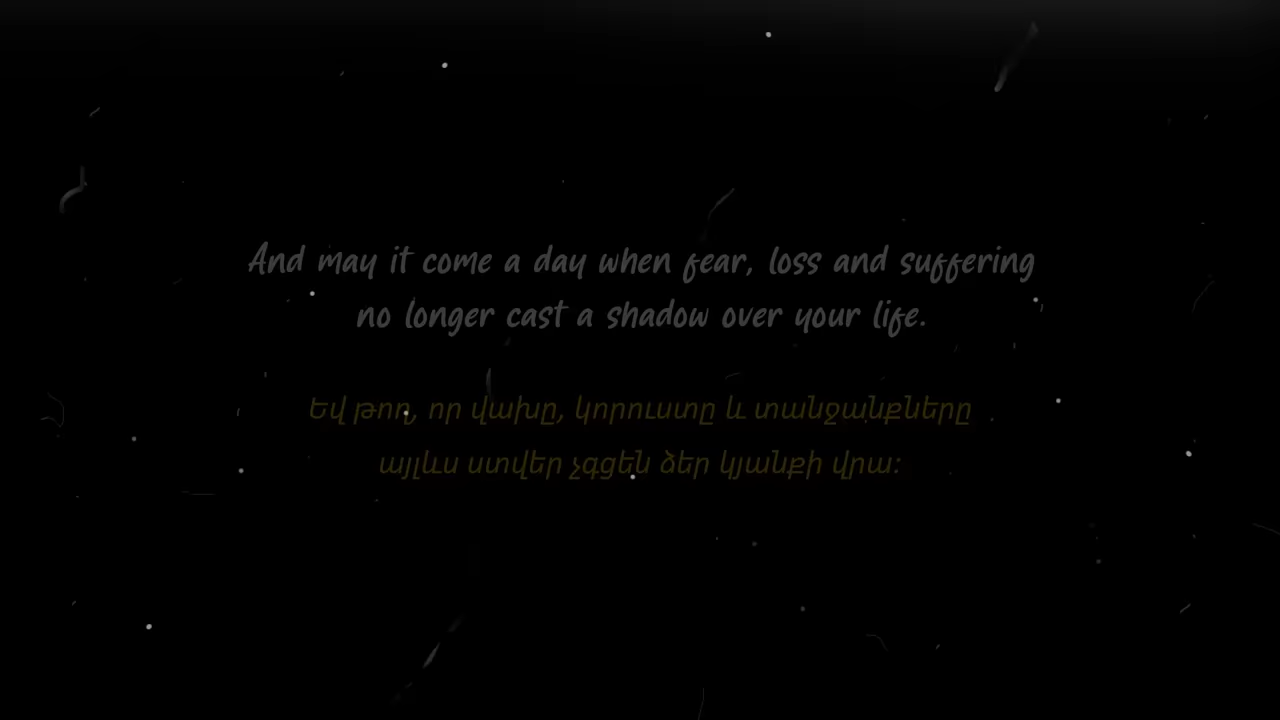 And may it come a day when fear, loss and suffering
no longer cast a shadow over your life.
Եվ թող, որ վախը, կորուստը և տանջանքները
այլևս ստվեր չգցեն ձեր կյանքի վրա: